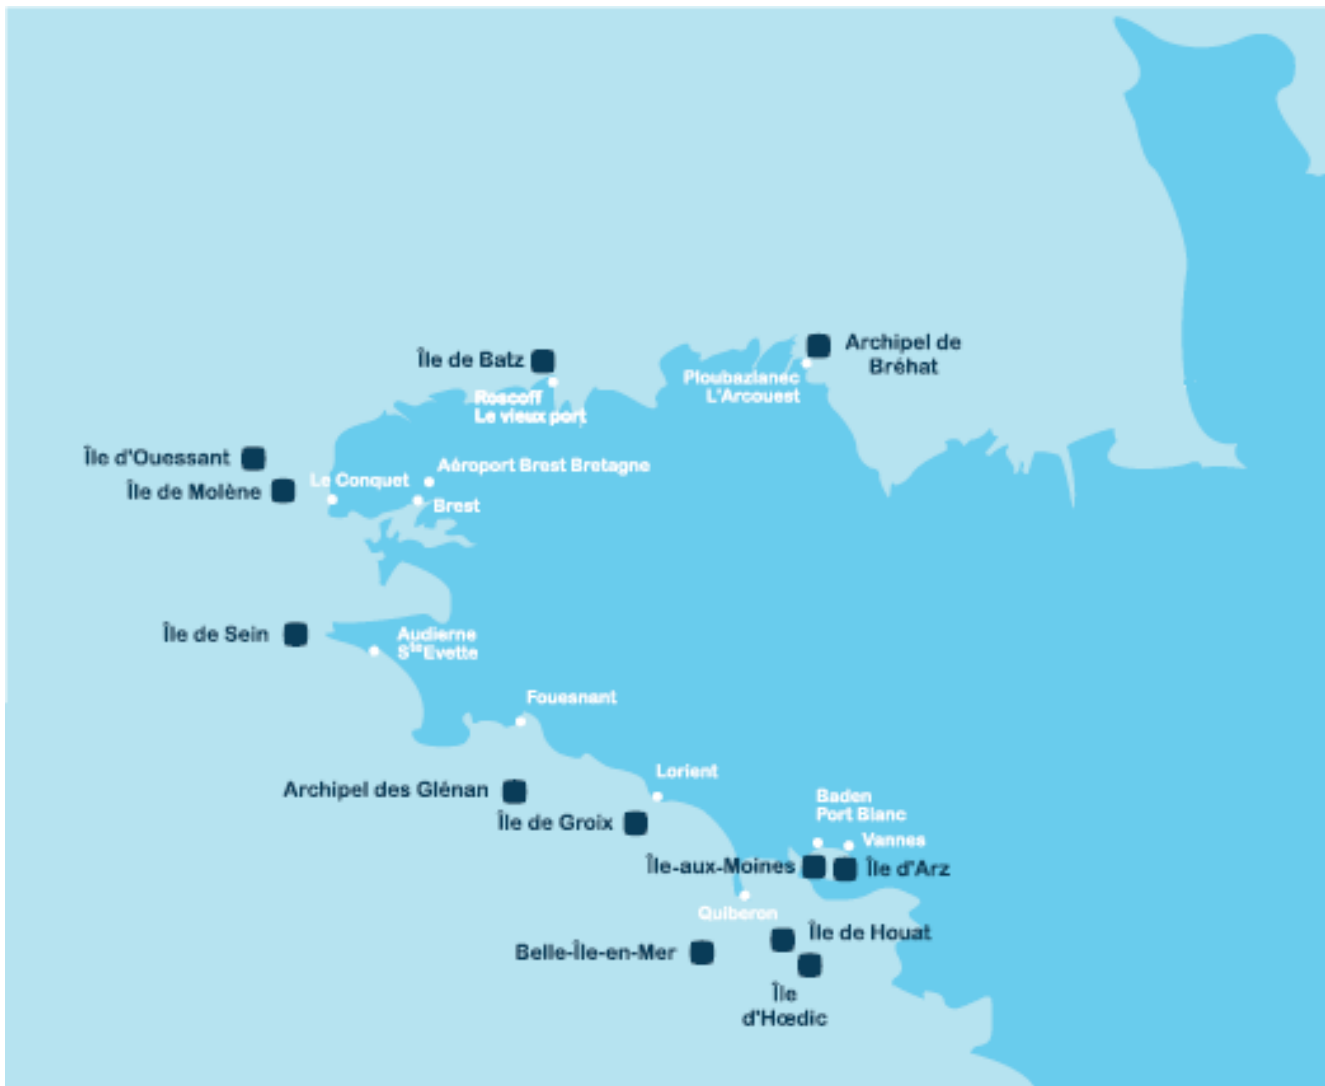 Archipel de
Bréhat
Île de Batz
Ploubazlanec
L'Arcouest
Roscoff
Le vieux port
Île d'Ouessant
Aéroport Brest Bretagne
Le Conquet
Île de Molène
Brest
Île de Sein
Audierne
Ste Evette
Fouesnant
Lorient
Archipel des Glénan
Baden
Port Blanc
Île de Groix
Vannes
Île-aux-Moines
Île d'Arz
Quiberon
Île de Houat
Belle-Île-en-Mer
Île
d'Hœdic